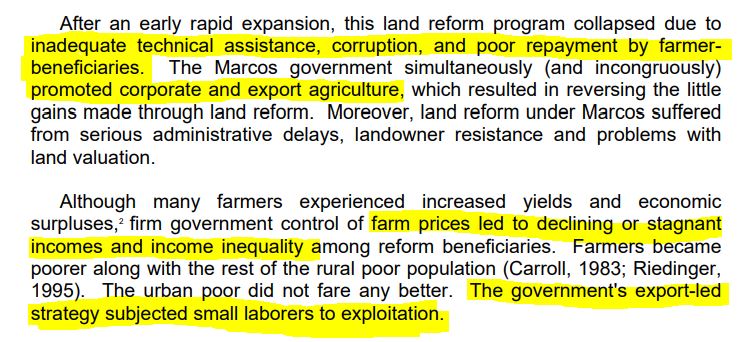 After an early rapid expansion, this land reform program collapsed due to
inadequate technical assistance, corruption, and poor repayment by farmer-
beneficiaries. The Marcos government simultaneously (and incongruously)
promoted corporate and export agriculture, which resulted in reversing the little
gains made through land reform. Moreover, land reform under Marcos suffered
from serious administrative delays, landowner resistance and problems with
land valuation.
Although many farmers experienced increased yields and economic
surpluses,² firm government control of farm prices led to declining or stagnant
incomes and income inequality among reform beneficiaries. Farmers became
poorer along with the rest of the rural poor population (Carroll, 1983; Riedinger,
1995). The urban poor did not fare any better. The government's export-led
strategy subjected small laborers to exploitation.